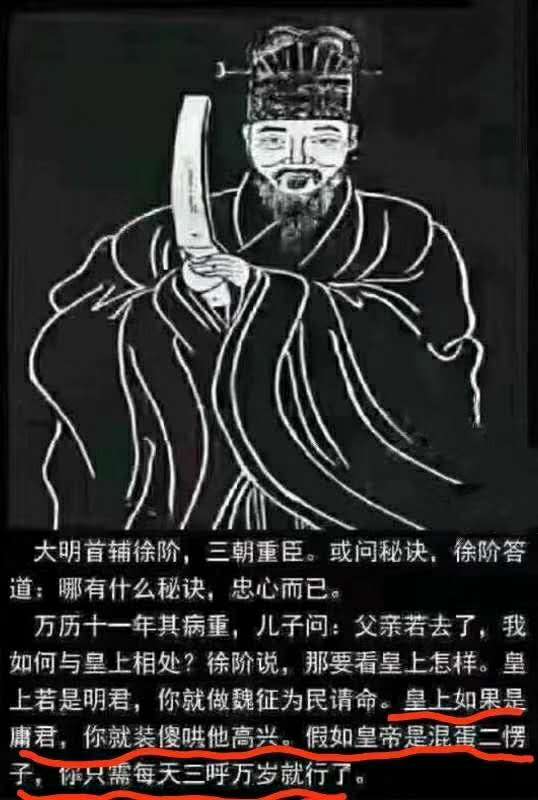 大明首辅徐阶，三朝重臣。或问秘诀，徐阶答
道：哪有什么秘诀，忠心而已。
万历十一年其病重，儿子问：父亲若去了，我
如何与皇上相处？徐阶说，那要看皇上怎样。皇
上若是明君，你就做魏征为民请命。皇上如果是
庸君，你就装傻哄他高兴。假如皇帝是混蛋二愣
子，你只需每天三呼万岁就行了。